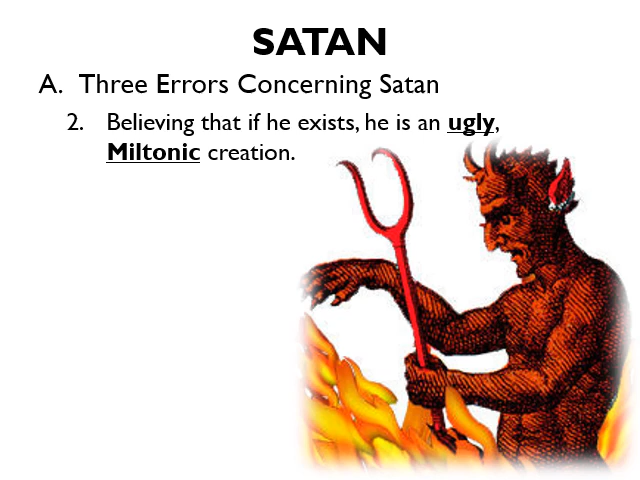 SATAN
A. Three Errors Concerning Satan
2. Believing that if he exists, he is an ugly,
Miltonic creation.